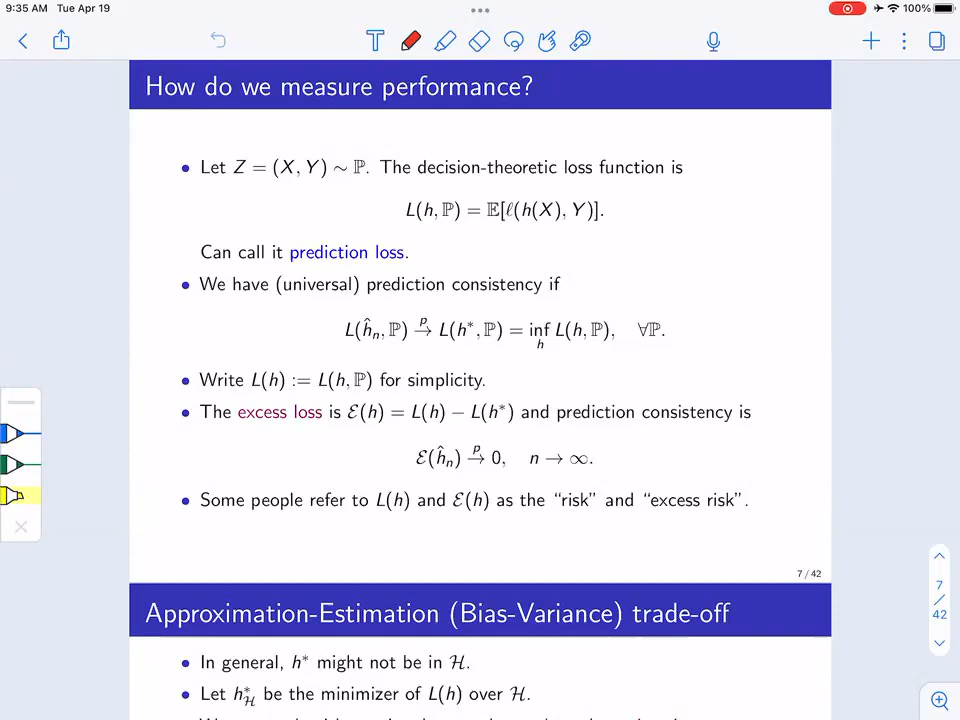 9:35 AM Tue Apr 19
100%
How do we measure performance?
• Let Z = (X, Y) ∼ ℙ. The decision-theoretic loss function is
L(h, ℙ) = 𝔼[ℓ(h(X), Y)].
Can call it prediction loss.
• We have (universal) prediction consistency if
L(ĥₙ, ℙ) →ᵖ L(h*, ℙ) = inf_h L(h, ℙ), ∀ℙ.
• Write L(h) := L(h, ℙ) for simplicity.
• The excess loss is ℰ(h) = L(h) − L(h*) and prediction consistency is
ℰ(ĥₙ) →ᵖ 0, n → ∞.
• Some people refer to L(h) and ℰ(h) as the “risk” and “excess risk”.
7 / 42
7
/
42
Approximation-Estimation (Bias-Variance) trade-off
• In general, h* might not be in ℋ.
• Let h*_ℋ be the minimizer of L(h) over ℋ.